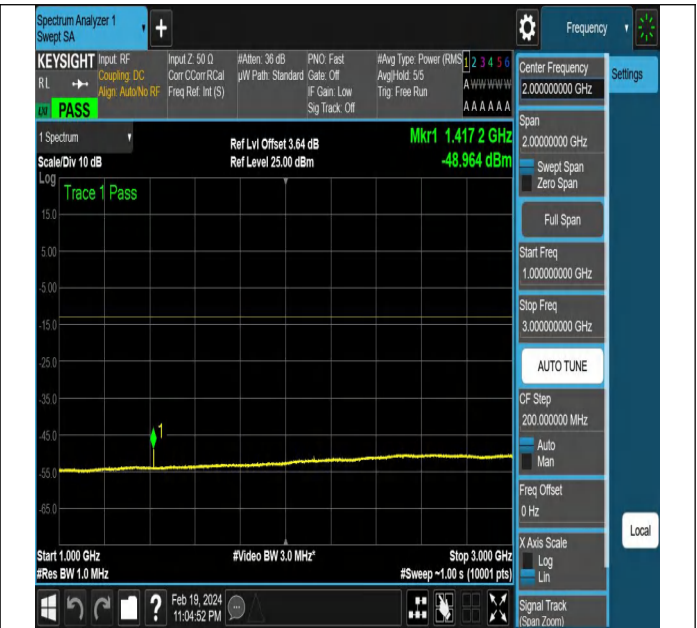 Spectrum Analyzer 1
Swept SA
Frequency
KEYSIGHT
Input: RF
Coupling: DC
Align: Auto/No RF
Input Z: 50 Ω
Corr CCorr RCal
Freq Ref: Int (S)
#Atten: 36 dB
µW Path: Standard
PNO: Fast
Gate: Off
IF Gain: Low
Sig Track: Off
#Avg Type: Power (RMS
Avg|Hold: 5/5
Trig: Free Run
1 2 3 4 5 6
A W W W W W
A A A A A A
R L
PASS
Center Frequency
2.000000000 GHz
Settings
1 Spectrum
Scale/Div 10 dB
Ref Lvl Offset 3.64 dB
Ref Level 25.00 dBm
Mkr1 1.417 2 GHz
-48.964 dBm
Log
Trace 1 Pass
15.0
5.00
-5.00
-15.0
-25.0
-35.0
-45.0
-55.0
-65.0
1
Start 1.000 GHz
#Res BW 1.0 MHz
#Video BW 3.0 MHz*
Stop 3.000 GHz
#Sweep ~1.00 s (10001 pts)
Span
2.00000000 GHz
Swept Span
Zero Span
Full Span
Start Freq
1.000000000 GHz
Stop Freq
3.000000000 GHz
AUTO TUNE
CF Step
200.000000 MHz
Auto
Man
Freq Offset
0 Hz
X Axis Scale
Log
Lin
Signal Track
(Span Zoom)
Local
?
Feb 19, 2024
11:04:52 PM